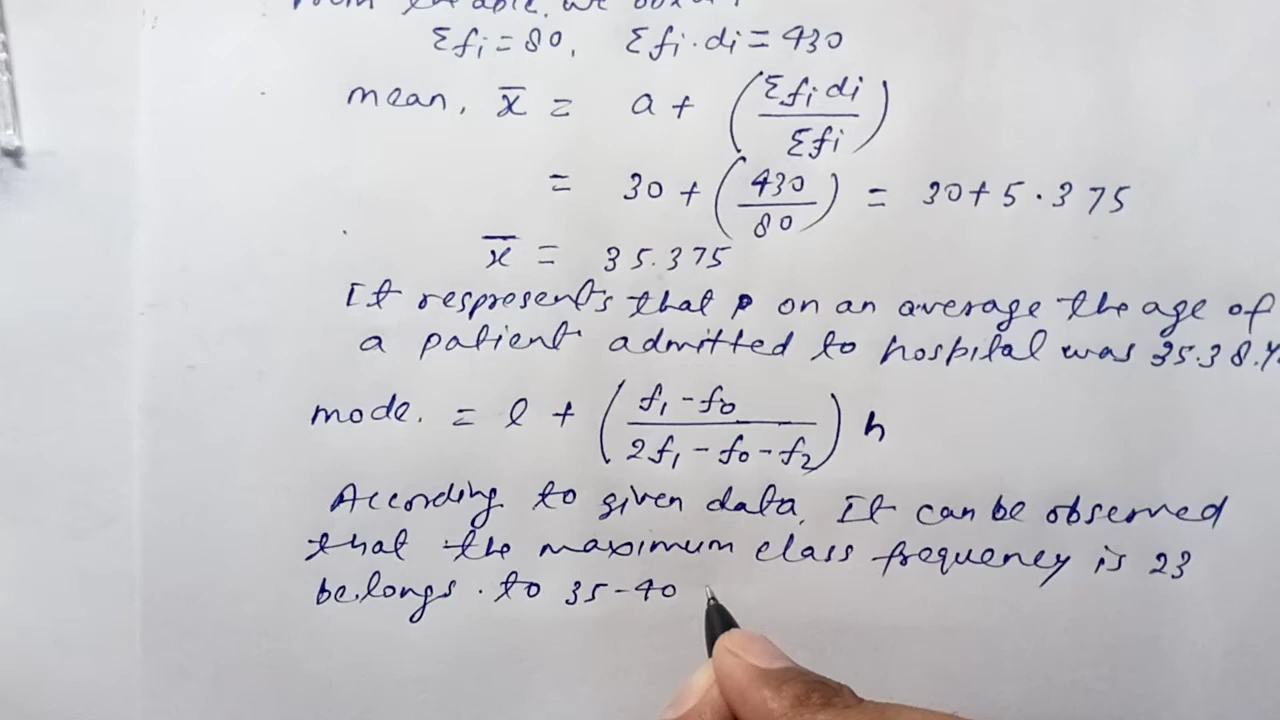 Σfi = 80, Σfi·di = 430
mean, x̄ = a + (Σfidi / Σfi)
= 30 + (430 / 80) = 30 + 5.375
x̄ = 35.375
It respresents that on an average the age of
a patient admitted to hospital was 35.38
mode. = l + (f₁ - f₀ / 2f₁ - f₀ - f₂) h
According to given data, It can be observed
that the maximum class frequency is 23
belongs. to 35-40